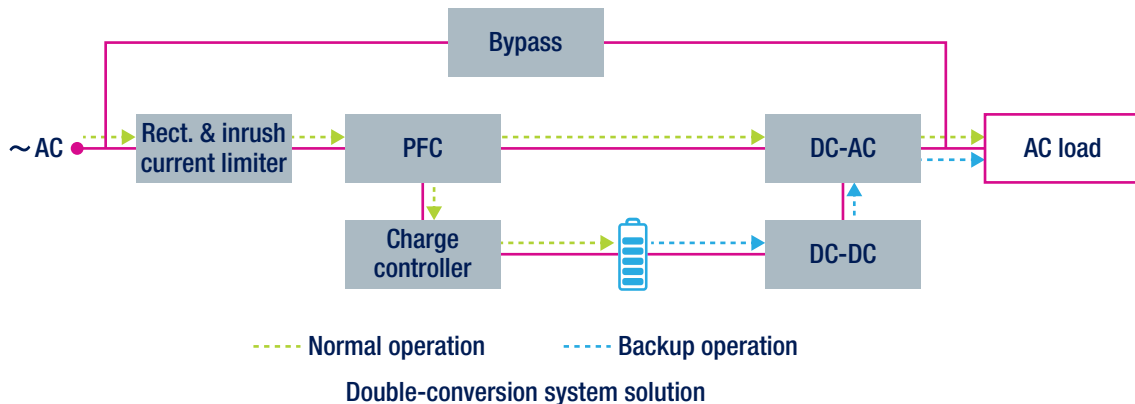 Bypass
~ AC
Rect. & inrush
current limiter
PFC
DC-AC
AC load
Charge
controller
DC-DC
Normal operation
Backup operation
Double-conversion system solution